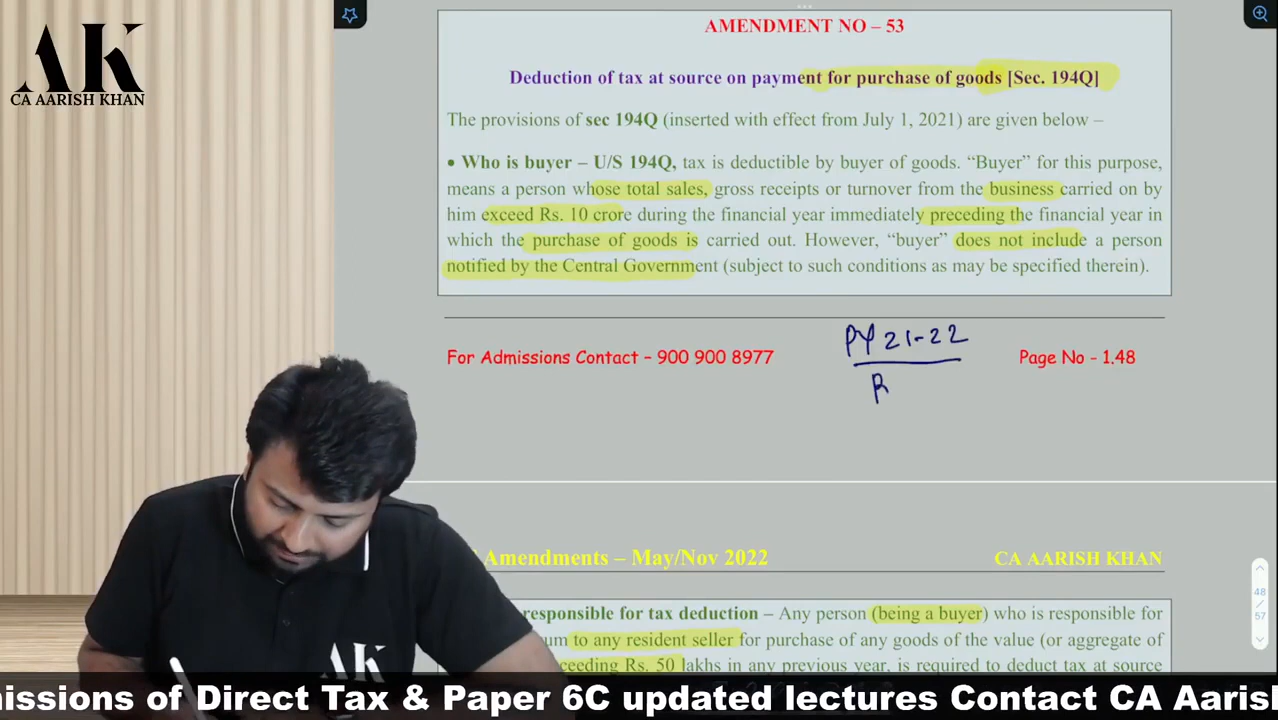 AK
CA AARISH KHAN
AMENDMENT NO – 53
Deduction of tax at source on payment for purchase of goods [Sec. 194Q]
The provisions of sec 194Q (inserted with effect from July 1, 2021) are given below –
• Who is buyer – U/S 194Q, tax is deductible by buyer of goods. “Buyer” for this purpose,
means a person whose total sales, gross receipts or turnover from the business carried on by
him exceed Rs. 10 crore during the financial year immediately preceding the financial year in
which the purchase of goods is carried out. However, “buyer” does not include a person
notified by the Central Government (subject to such conditions as may be specified therein).
PY 21-22
For Admissions Contact – 900 900 8977
Page No - 1.48
Amendments – May/Nov 2022
CA AARISH KHAN
responsible for tax deduction – Any person (being a buyer) who is responsible for
to any resident seller for purchase of any goods of the value (or aggregate of
Rs. 50 lakhs in any previous year, is required to deduct tax at source
48
/
57
AK
CA AARISH KHAN
of Direct Tax & Paper 6C updated lectures Contact CA